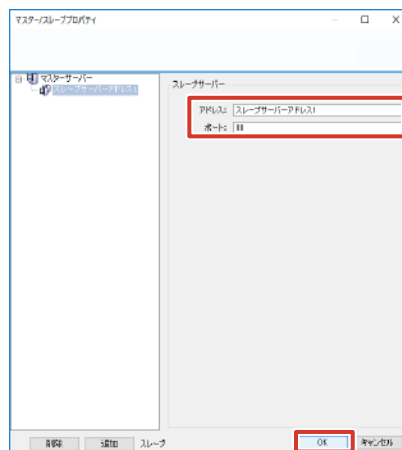 マスター/スレーブプロパティ
マスターサーバー
スレーブサーバーアドレス1
スレーブサーバー
アドレス: スレーブサーバーアドレス1
ポート:
削除 追加 スレーブ OK キャンセル